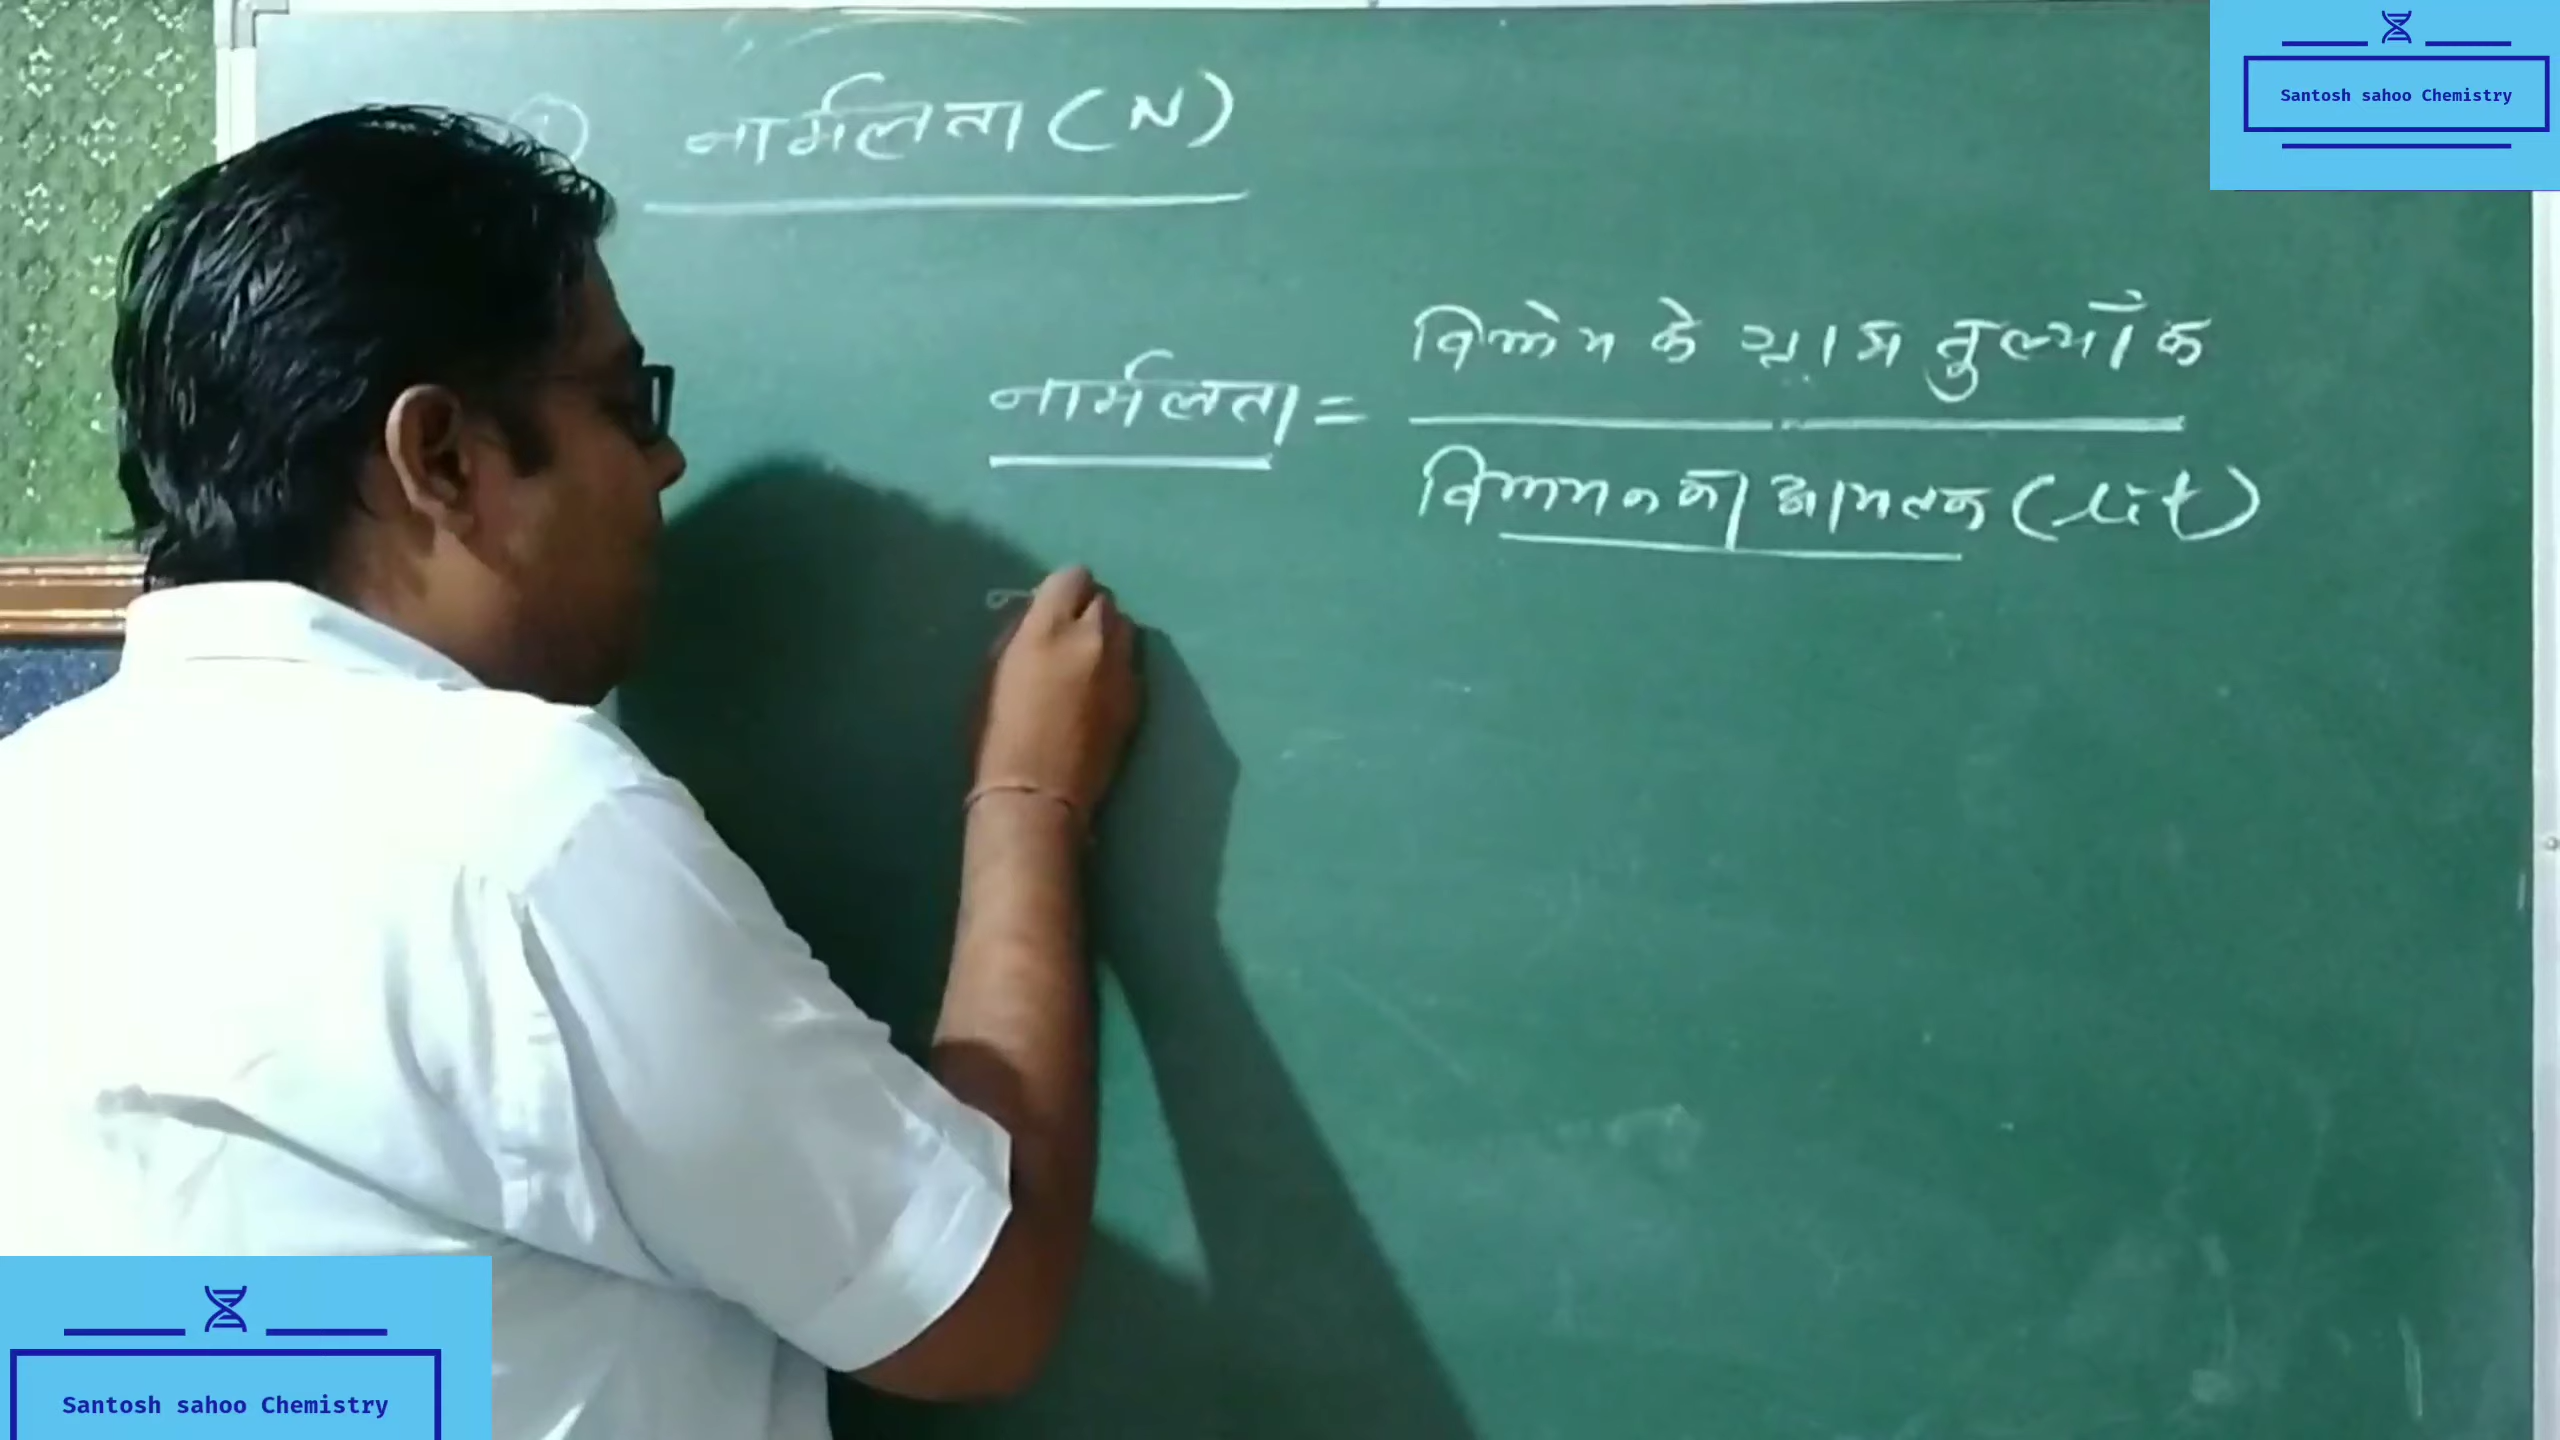 Santosh sahoo Chemistry
नार्मलता (N)
नार्मलता = विलेय के ग्राम तुल्याँक
विलयन का आयतन (lit)
Santosh sahoo Chemistry